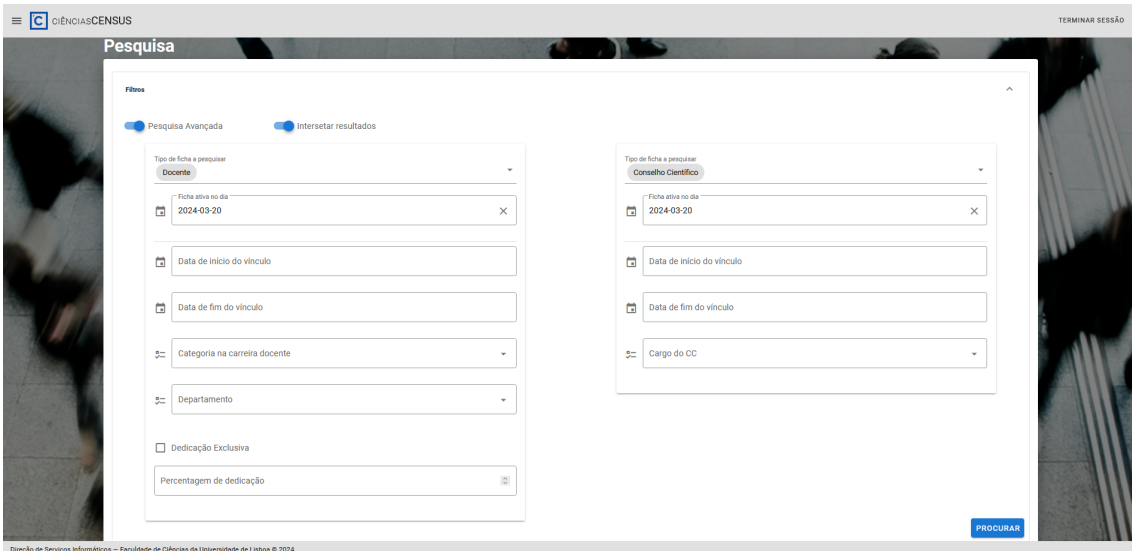 CIÊNCIASCENSUS
TERMINAR SESSÃO
Pesquisa
Filtros
Pesquisa Avançada
Intersetar resultados
Tipo de ficha a pesquisar
Docente
Ficha ativa no dia
2024-03-20
Data de início do vínculo
Data de fim do vínculo
Categoria na carreira docente
Departamento
Dedicação Exclusiva
Percentagem de dedicação
Tipo de ficha a pesquisar
Conselho Científico
Ficha ativa no dia
2024-03-20
Data de início do vínculo
Data de fim do vínculo
Cargo do CC
PROCURAR
Direção de Serviços Informáticos — Faculdade de Ciências da Universidade de Lisboa © 2024